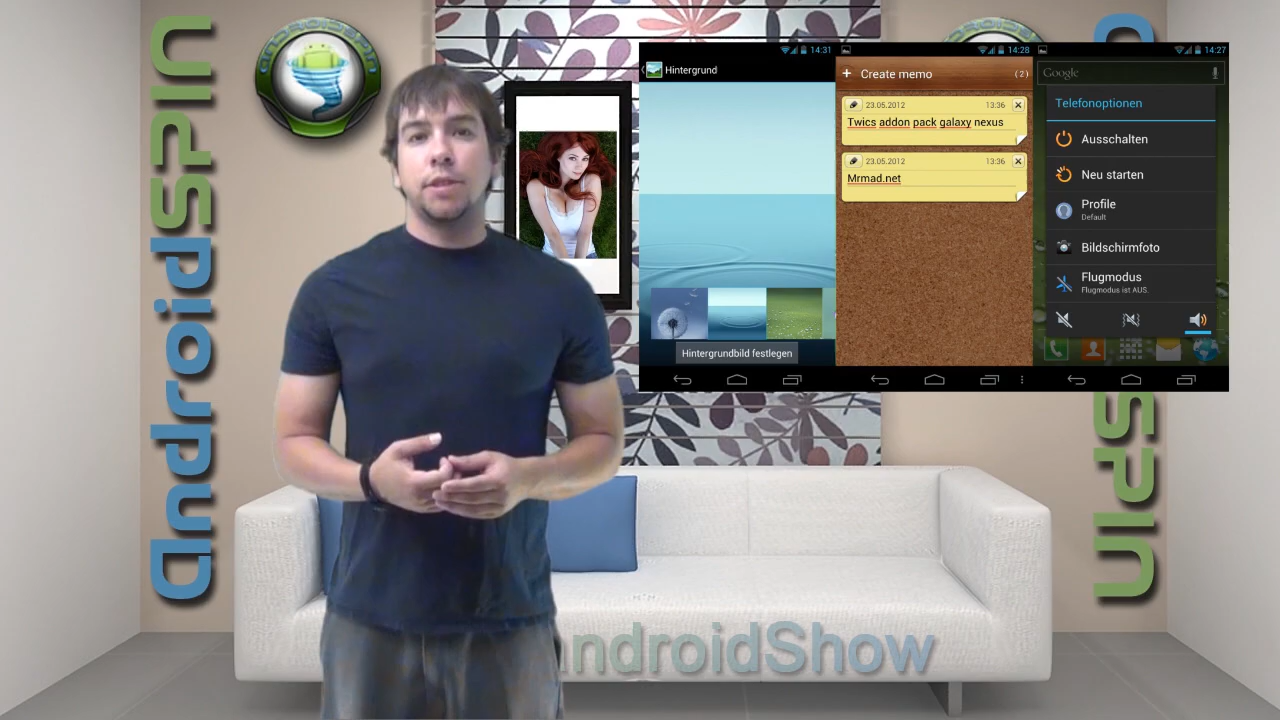 AndroidSPIN
ANDROIDSPIN
14:31
Hintergrund
Hintergrundbild festlegen
14:28
Create memo
(2)
23.05.2012
13:36
Twics addon pack galaxy nexus
23.05.2012
13:36
Mrmad.net
14:27
Google
Telefonoptionen
Ausschalten
Neu starten
Profile
Default
Bildschirmfoto
Flugmodus
Flugmodus ist AUS.
SPIN
ndroidShow